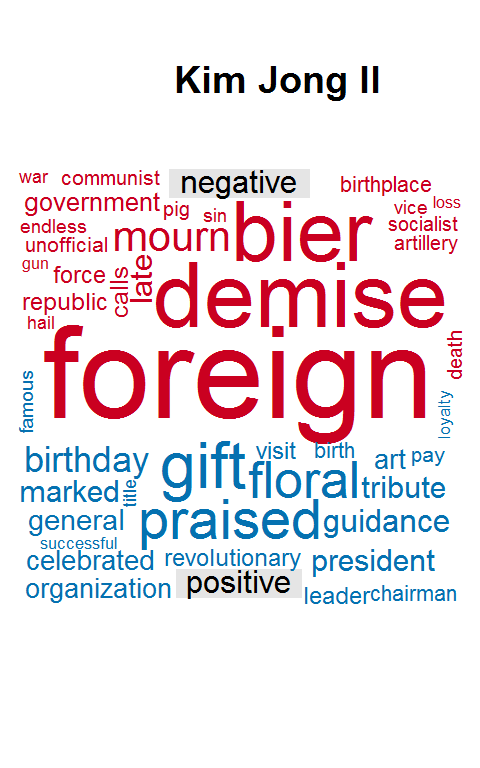 Kim Jong Il
war communist negative birthplace
government pig sin vice loss
endless mourn bier socialist
unofficial artillery
gun force calls late demise
republic
hail
foreign death
famous loyalty
birthday gift visit birth art pay
marked title floral tribute
general praised guidance
successful
celebrated revolutionary president
organization positive leader chairman